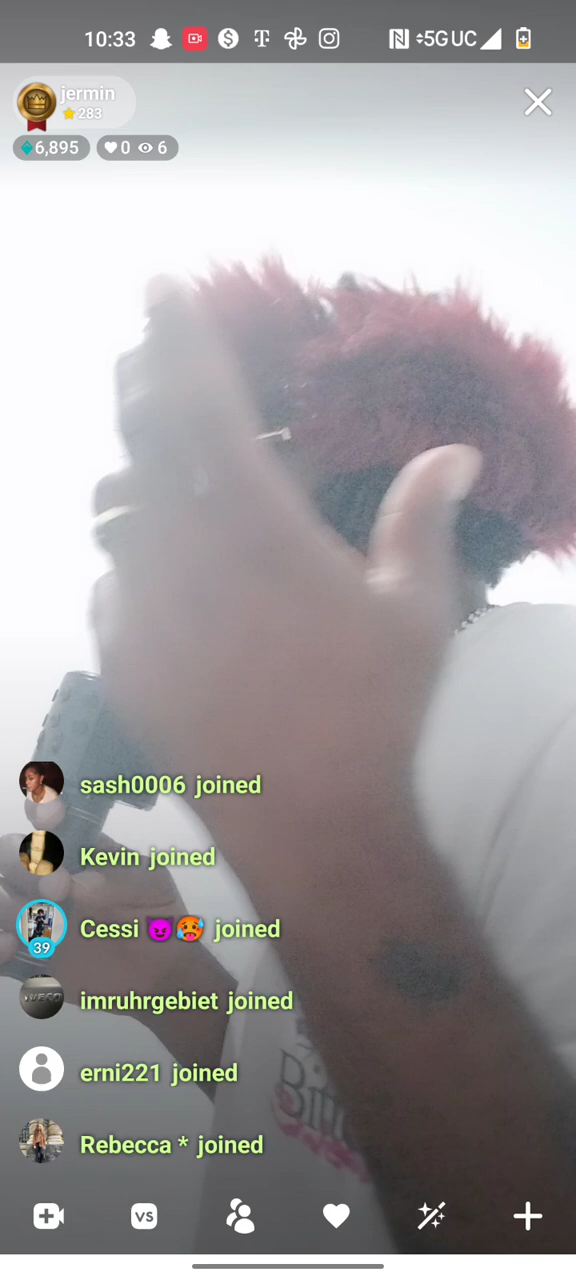 10:33
5G UC
jermin
283
6,895
0
6
sash0006 joined
Kevin joined
Cessi 😈🥵 joined
39
imruhrgebiet joined
IVECO
erni221 joined
Rebecca * joined
VS